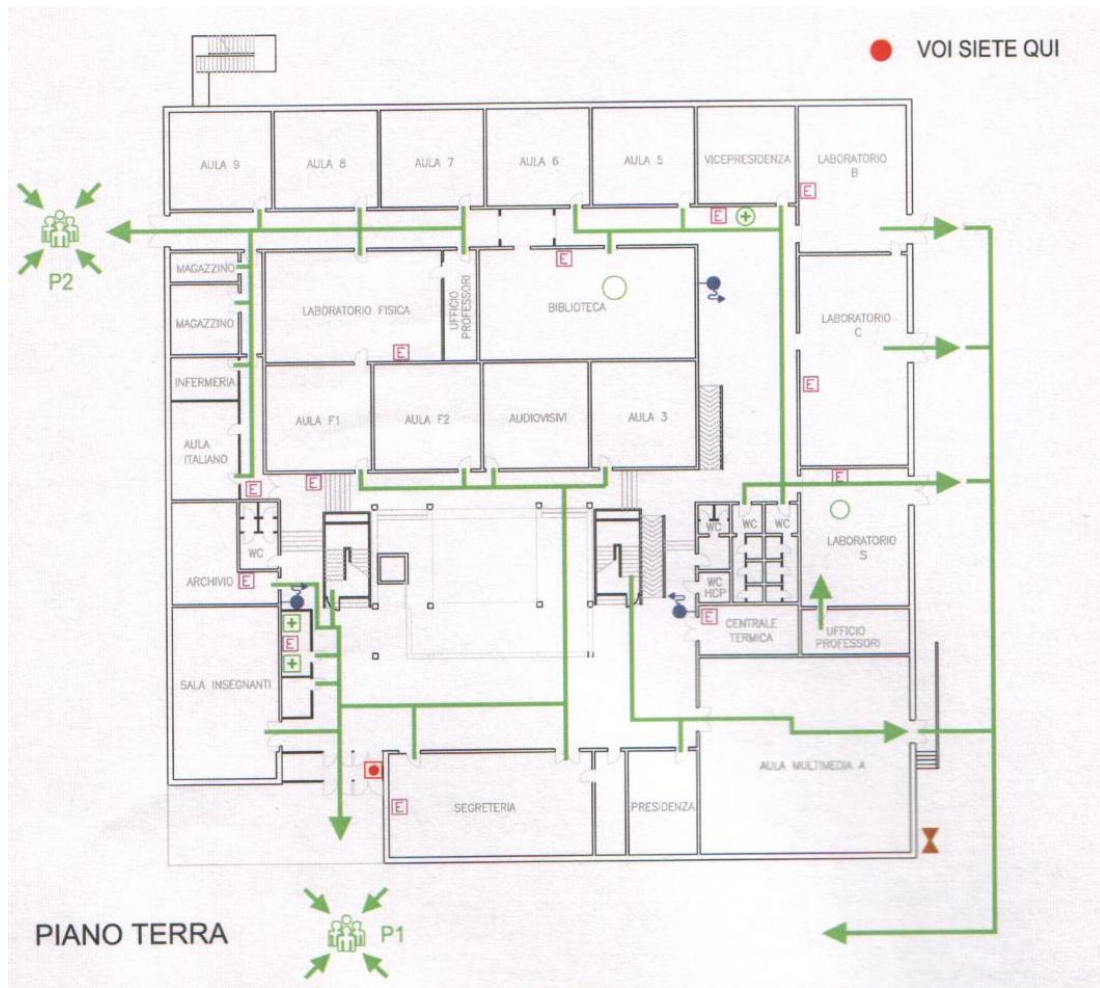 VOI SIETE QUI
AULA 9
AULA 8
AULA 7
AULA 6
AULA 5
VICEPRESIDENZA
LABORATORIO
B
E
E
P2
MAGAZZINO
LABORATORIO FISICA
UFFICIO
PROFESSORI
E
BIBLIOTECA
MAGAZZINO
LABORATORIO
C
E
E
INFERMERIA
AULA
ITALIANO
AULA F1
AULA F2
AUDIOVISIVI
AULA 3
E
E
E
WC
WC
WC
WC
LABORATORIO
S
ARCHIVIO
E
WC
HCP
E
CENTRALE
TERMICA
UFFICIO
PROFESSORI
E
SALA INSEGNANTI
AULA MULTIMEDIA A
E
SEGRETERIA
PRESIDENZA
PIANO TERRA
P1